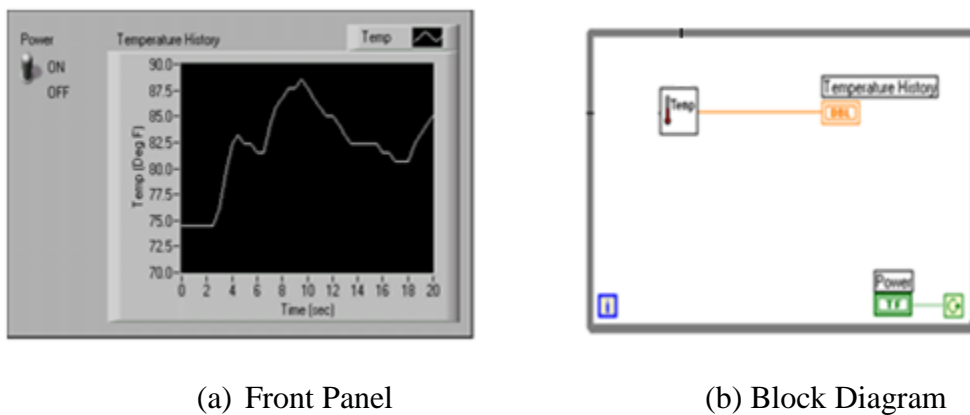 Power
ON
OFF
Temperature History
Temp
90.0
87.5
85.0
82.5
80.0
77.5
75.0
72.5
70.0
Temp (Deg F)
0 2 4 6 8 10 12 14 16 18 20
Time (sec)
Temp
Temperature History
DBL
Power
TF
i
(a) Front Panel
(b) Block Diagram